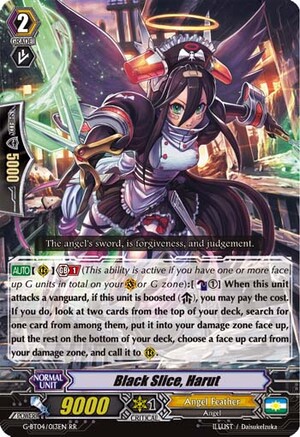 2
GRADE
5000
The angel's sword, is forgiveness, and judgement.
AUTO [ ] GB 1 (This ability is active if you have one or more face
up G units in total on your or G zone):[ 1 ] When this unit
attacks a vanguard, if this unit is boosted ( ), you may pay the cost.
If you do, look at two cards from the top of your deck, search for
one card from among them, put it into your damage zone face up,
put the rest on the bottom of your deck, choose a face up card from
your damage zone, and call it to .
NORMAL
UNIT
Black Slice, Harut
POWER
9000
1
CRITICAL
Angel Feather
Angel
G-BT04/017EN RR
ILLUST / DaisukeIzuka